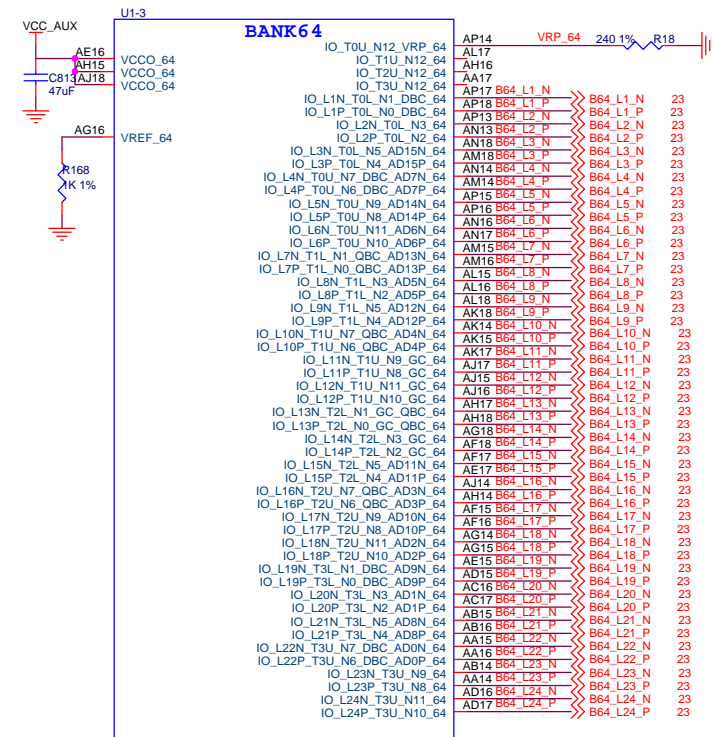 U1-3
VCC_AUX
BANK64
AE16 VCCO_64
AH15 VCCO_64
AJ18 VCCO_64
C813
47uF
AG16 VREF_64
R168
1K 1%
IO_T0U_N12_VRP_64 AP14 VRP_64 240 1% R18
IO_T1U_N12_64 AL17
IO_T2U_N12_64 AH16
IO_T3U_N12_64 AA17
IO_L1N_T0L_N1_DBC_64 AP17 B64_L1_N B64_L1_N 23
IO_L1P_T0L_N0_DBC_64 AP18 B64_L1_P B64_L1_P 23
IO_L2N_T0L_N3_64 AP13 B64_L2_N B64_L2_N 23
IO_L2P_T0L_N2_64 AN13 B64_L2_P B64_L2_P 23
IO_L3N_T0L_N5_AD15N_64 AN18 B64_L3_N B64_L3_N 23
IO_L3P_T0L_N4_AD15P_64 AM18 B64_L3_P B64_L3_P 23
IO_L4N_T0U_N7_DBC_AD7N_64 AN14 B64_L4_N B64_L4_N 23
IO_L4P_T0U_N6_DBC_AD7P_64 AM14 B64_L4_P B64_L4_P 23
IO_L5N_T0U_N9_AD14N_64 AP15 B64_L5_N B64_L5_N 23
IO_L5P_T0U_N8_AD14P_64 AP16 B64_L5_P B64_L5_P 23
IO_L6N_T0U_N11_AD6N_64 AN16 B64_L6_N B64_L6_N 23
IO_L6P_T0U_N10_AD6P_64 AN17 B64_L6_P B64_L6_P 23
IO_L7N_T1L_N1_QBC_AD13N_64 AM15 B64_L7_N B64_L7_N 23
IO_L7P_T1L_N0_QBC_AD13P_64 AM16 B64_L7_P B64_L7_P 23
IO_L8N_T1L_N3_AD5N_64 AL15 B64_L8_N B64_L8_N 23
IO_L8P_T1L_N2_AD5P_64 AL16 B64_L8_P B64_L8_P 23
IO_L9N_T1L_N5_AD12N_64 AL18 B64_L9_N B64_L9_N 23
IO_L9P_T1L_N4_AD12P_64 AK18 B64_L9_P B64_L9_P 23
IO_L10N_T1U_N7_QBC_AD4N_64 AK14 B64_L10_N B64_L10_N 23
IO_L10P_T1U_N6_QBC_AD4P_64 AK15 B64_L10_P B64_L10_P 23
IO_L11N_T1U_N9_GC_64 AK17 B64_L11_N B64_L11_N 23
IO_L11P_T1U_N8_GC_64 AJ17 B64_L11_P B64_L11_P 23
IO_L12N_T1U_N11_GC_64 AJ15 B64_L12_N B64_L12_N 23
IO_L12P_T1U_N10_GC_64 AJ16 B64_L12_P B64_L12_P 23
IO_L13N_T2L_N1_GC_QBC_64 AH17 B64_L13_N B64_L13_N 23
IO_L13P_T2L_N0_GC_QBC_64 AH18 B64_L13_P B64_L13_P 23
IO_L14N_T2L_N3_GC_64 AG18 B64_L14_N B64_L14_N 23
IO_L14P_T2L_N2_GC_64 AF18 B64_L14_P B64_L14_P 23
IO_L15N_T2L_N5_AD11N_64 AF17 B64_L15_N B64_L15_N 23
IO_L15P_T2L_N4_AD11P_64 AE17 B64_L15_P B64_L15_P 23
IO_L16N_T2U_N7_QBC_AD3N_64 AJ14 B64_L16_N B64_L16_N 23
IO_L16P_T2U_N6_QBC_AD3P_64 AH14 B64_L16_P B64_L16_P 23
IO_L17N_T2U_N9_AD10N_64 AF15 B64_L17_N B64_L17_N 23
IO_L17P_T2U_N8_AD10P_64 AF16 B64_L17_P B64_L17_P 23
IO_L18N_T2U_N11_AD2N_64 AG14 B64_L18_N B64_L18_N 23
IO_L18P_T2U_N10_AD2P_64 AG15 B64_L18_P B64_L18_P 23
IO_L19N_T3L_N1_DBC_AD9N_64 AE15 B64_L19_N B64_L19_N 23
IO_L19P_T3L_N0_DBC_AD9P_64 AD15 B64_L19_P B64_L19_P 23
IO_L20N_T3L_N3_AD1N_64 AC16 B64_L20_N B64_L20_N 23
IO_L20P_T3L_N2_AD1P_64 AC17 B64_L20_P B64_L20_P 23
IO_L21N_T3L_N5_AD8N_64 AB15 B64_L21_N B64_L21_N 23
IO_L21P_T3L_N4_AD8P_64 AB16 B64_L21_P B64_L21_P 23
IO_L22N_T3U_N7_DBC_AD0N_64 AA15 B64_L22_N B64_L22_N 23
IO_L22P_T3U_N6_DBC_AD0P_64 AA16 B64_L22_P B64_L22_P 23
IO_L23N_T3U_N9_64 AB14 B64_L23_N B64_L23_N 23
IO_L23P_T3U_N8_64 AA14 B64_L23_P B64_L23_P 23
IO_L24N_T3U_N11_64 AD16 B64_L24_N B64_L24_N 23
IO_L24P_T3U_N10_64 AD17 B64_L24_P B64_L24_P 23